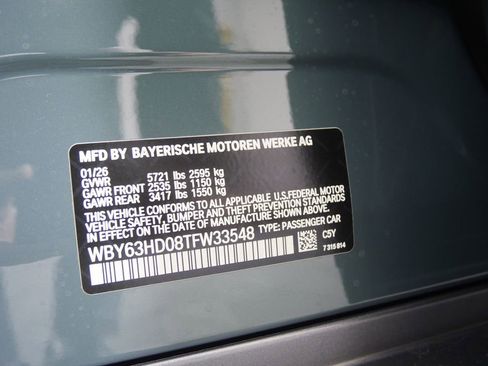 MFD BY BAYERISCHE MOTOREN WERKE AG
01/26
GVWR 5721 lbs 2595 kg
GAWR FRONT 2535 lbs 1150 kg
GAWR REAR 3417 lbs 1550 kg
THIS VEHICLE CONFORMS TO ALL APPLICABLE U.S.FEDERAL MOTOR
VEHICLE SAFETY, BUMPER AND THEFT PREVENTION STANDARDS
IN EFFECT ON THE DATE OF MANUFACTURE SHOWN ABOVE.
WBY63HD08TFW33548 TYPE: PASSENGER CAR
C5Y
7 315 814